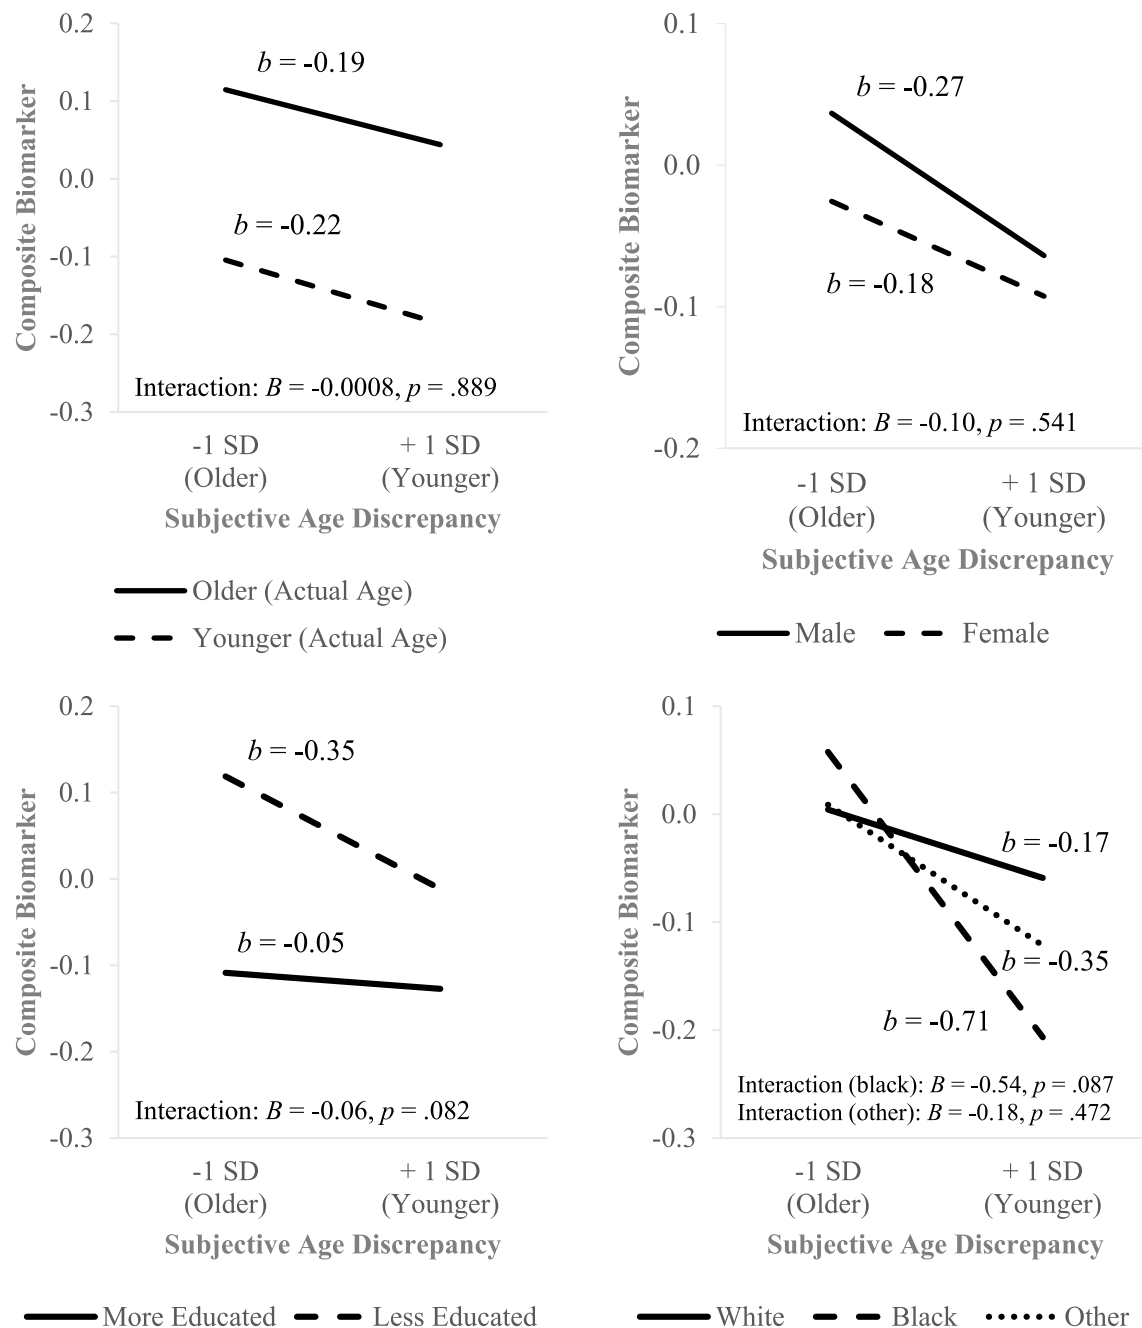 0.2
0.1
0.0
-0.1
-0.2
-0.3
Composite Biomarker
b = -0.19
b = -0.22
Interaction: B = -0.0008, p = .889
-1 SD
(Older)
+ 1 SD
(Younger)
Subjective Age Discrepancy
Older (Actual Age)
Younger (Actual Age)
0.1
0.0
-0.1
-0.2
Composite Biomarker
b = -0.27
b = -0.18
Interaction: B = -0.10, p = .541
-1 SD
(Older)
+ 1 SD
(Younger)
Subjective Age Discrepancy
Male
Female
0.2
0.1
0.0
-0.1
-0.2
-0.3
Composite Biomarker
b = -0.35
b = -0.05
Interaction: B = -0.06, p = .082
-1 SD
(Older)
+ 1 SD
(Younger)
Subjective Age Discrepancy
More Educated
Less Educated
0.1
0.0
-0.1
-0.2
-0.3
Composite Biomarker
b = -0.17
b = -0.35
b = -0.71
Interaction (black): B = -0.54, p = .087
Interaction (other): B = -0.18, p = .472
-1 SD
(Older)
+ 1 SD
(Younger)
Subjective Age Discrepancy
White
Black
Other